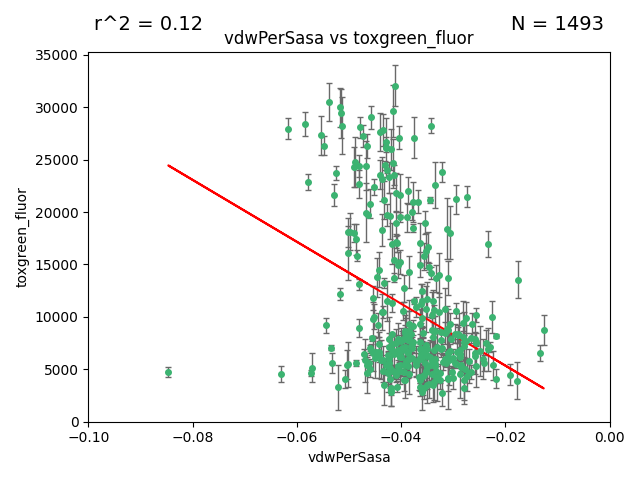 r^2 = 0.12
N = 1493
vdwPerSasa vs toxgreen_fluor
35000
30000
25000
20000
15000
10000
5000
0
toxgreen_fluor
−0.10
−0.08
−0.06
−0.04
−0.02
0.00
vdwPerSasa